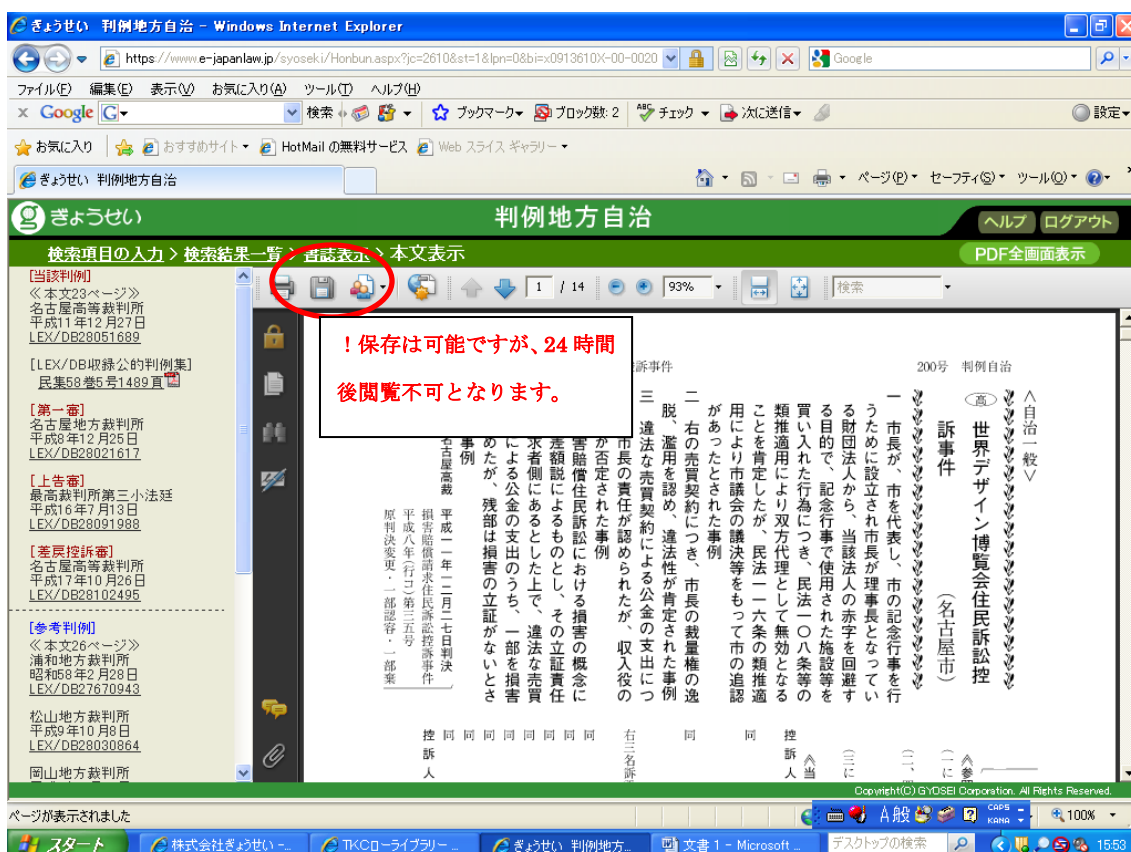 ぎょうせい 判例地方自治 - Windows Internet Explorer
https://www.e-japanlaw.jp/syoseki/Honbun.aspx?jc=2610&st=1&lpn=0&bi=x0913610X-00-0020
Google
ファイル(F) 編集(E) 表示(V) お気に入り(A) ツール(T) ヘルプ(H)
x Google G 検索 ブックマーク ブロック数: 2 チェック 次に送信 設定
お気に入り おすすめサイト HotMail の無料サービス Web スライス ギャラリー
ぎょうせい 判例地方自治 ページ(P) セーフティ(S) ツール(O)
ぎょうせい 判例地方自治 ヘルプ ログアウト
検索項目の入力 > 検索結果一覧 > 書誌表示 > 本文表示 PDF全画面表示
1 / 14 93% 検索
[当該判例]
≪本文23ページ≫
名古屋高等裁判所
平成11年12月27日
LEX/DB28051689
[LEX/DB収録公的判例集]
民集58巻5号1489頁
[第一審]
名古屋地方裁判所
平成8年12月25日
LEX/DB28021617
[上告審]
最高裁判所第三小法廷
平成16年7月13日
LEX/DB28091988
[差戻控訴審]
名古屋高等裁判所
平成17年10月26日
LEX/DB28102495
[参考判例]
≪本文26ページ≫
浦和地方裁判所
昭和58年2月28日
LEX/DB27670943
松山地方裁判所
平成9年10月8日
LEX/DB28030864
岡山地方裁判所
!保存は可能ですが、24 時間
後閲覧不可となります。
訴事件
200号 判例自治
<自治一般>
高 世界デザイン博覧会住民訴訟控
訴事件 (名古屋市)
一 市長が、市を代表し、市の記念行事を行
うために設立され市長が理事長となってい
る財団法人から、当該法人の赤字を回避す
る目的で、記念行事で使用された施設等を
買い入れた行為につき、民法一〇八条等の
類推適用により双方代理として無効となる
ことを肯定したが、民法一一六条の類推適
用により市議会の議決等をもって市の追認
があったとされた事例
二 右の売買契約につき、市長の裁量権の逸
脱、濫用を認め、違法性が肯定された事例
三 違法な売買契約による公金の支出につ
市長の責任が認められたが、収入役の
が否定された事例
害賠償住民訴訟における損害の概念に
差額説によるものとし、その立証責任
求者側にあるとした上で、違法な売買
による公金の支出のうち、一部を損害
めたが、残部は損害の立証がないとさ
事例
名古屋高裁 平成一一年一二月二七日判決
損害賠償請求住民訴訟控訴事件
平成八年(行コ)第三五号
原判決変更・一部認容・一部棄
控訴人 当
同
同
右三名訴
同
同
同
同
同
同
同
控訴人
Copyright(C) GYOSEI Corporation. All Rights Reserved.
ページが表示されました A 般 CAPS KANA 100%
スタート 株式会社ぎょうせい -... TKCローライブラリー ... ぎょうせい 判例地方... 文書 1 - Microsoft ... デスクトップの検索 15:53